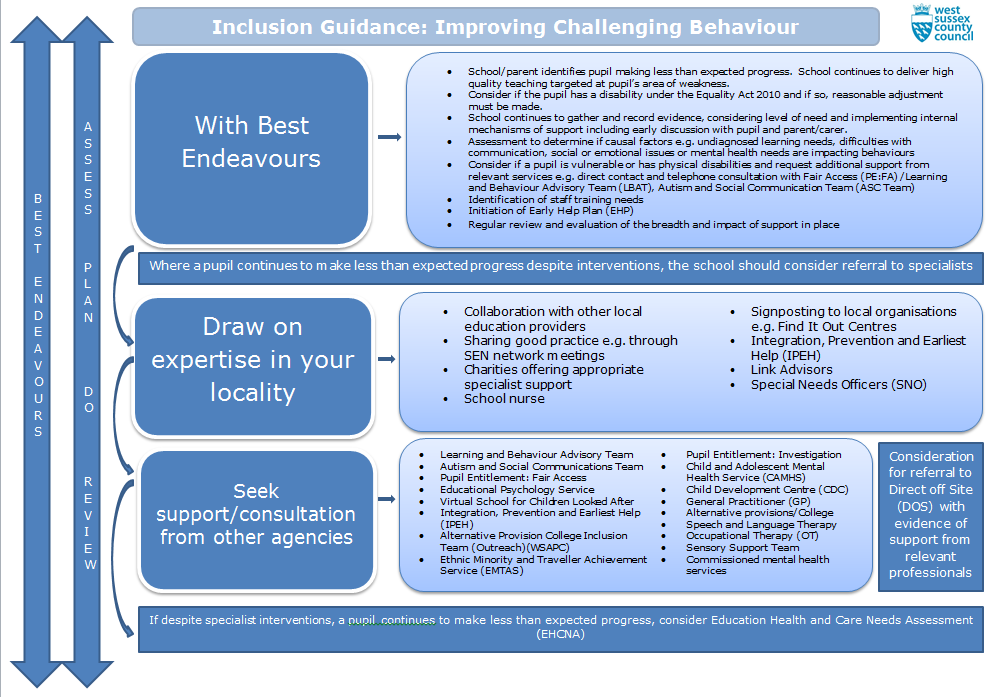 Inclusion Guidance: Improving Challenging Behaviour
west
sussex
county
council
BEST ENDEAVOURS
ASSESS PLAN DO REVIEW
With Best
Endeavours
• School/parent identifies pupil making less than expected progress. School continues to deliver high
quality teaching targeted at pupil's area of weakness.
• Consider if the pupil has a disability under the Equality Act 2010 and if so, reasonable adjustment
must be made.
• School continues to gather and record evidence, considering level of need and implementing internal
mechanisms of support including early discussion with pupil and parent/carer.
• Assessment to determine if causal factors e.g. undiagnosed learning needs, difficulties with
communication, social or emotional issues or mental health needs are impacting behaviours
• Consider if a pupil is vulnerable or has physical disabilities and request additional support from
relevant services e.g. direct contact and telephone consultation with Fair Access (PE:FA) /Learning
and Behaviour Advisory Team (LBAT), Autism and Social Communication Team (ASC Team)
• Identification of staff training needs
• Initiation of Early Help Plan (EHP)
• Regular review and evaluation of the breadth and impact of support in place
Where a pupil continues to make less than expected progress despite interventions, the school should consider referral to specialists
Draw on
expertise in your
locality
• Collaboration with other local
education providers
• Sharing good practice e.g. through
SEN network meetings
• Charities offering appropriate
specialist support
• School nurse
• Signposting to local organisations
e.g. Find It Out Centres
• Integration, Prevention and Earliest
Help (IPEH)
• Link Advisors
• Special Needs Officers (SNO)
Seek
support/consultation
from other agencies
• Learning and Behaviour Advisory Team
• Autism and Social Communications Team
• Pupil Entitlement: Fair Access
• Educational Psychology Service
• Virtual School for Children Looked After
• Integration, Prevention and Earliest Help
(IPEH)
• Alternative Provision College Inclusion
Team (Outreach)(WSAPC)
• Ethnic Minority and Traveller Achievement
Service (EMTAS)
• Pupil Entitlement: Investigation
• Child and Adolescent Mental
Health Service (CAMHS)
• Child Development Centre (CDC)
• General Practitioner (GP)
• Alternative provisions/College
• Speech and Language Therapy
• Occupational Therapy (OT)
• Sensory Support Team
• Commissioned mental health
services
Consideration
for referral to
Direct off Site
(DOS) with
evidence of
support from
relevant
professionals
If despite specialist interventions, a pupil continues to make less than expected progress, consider Education Health and Care Needs Assessment
(EHCNA)